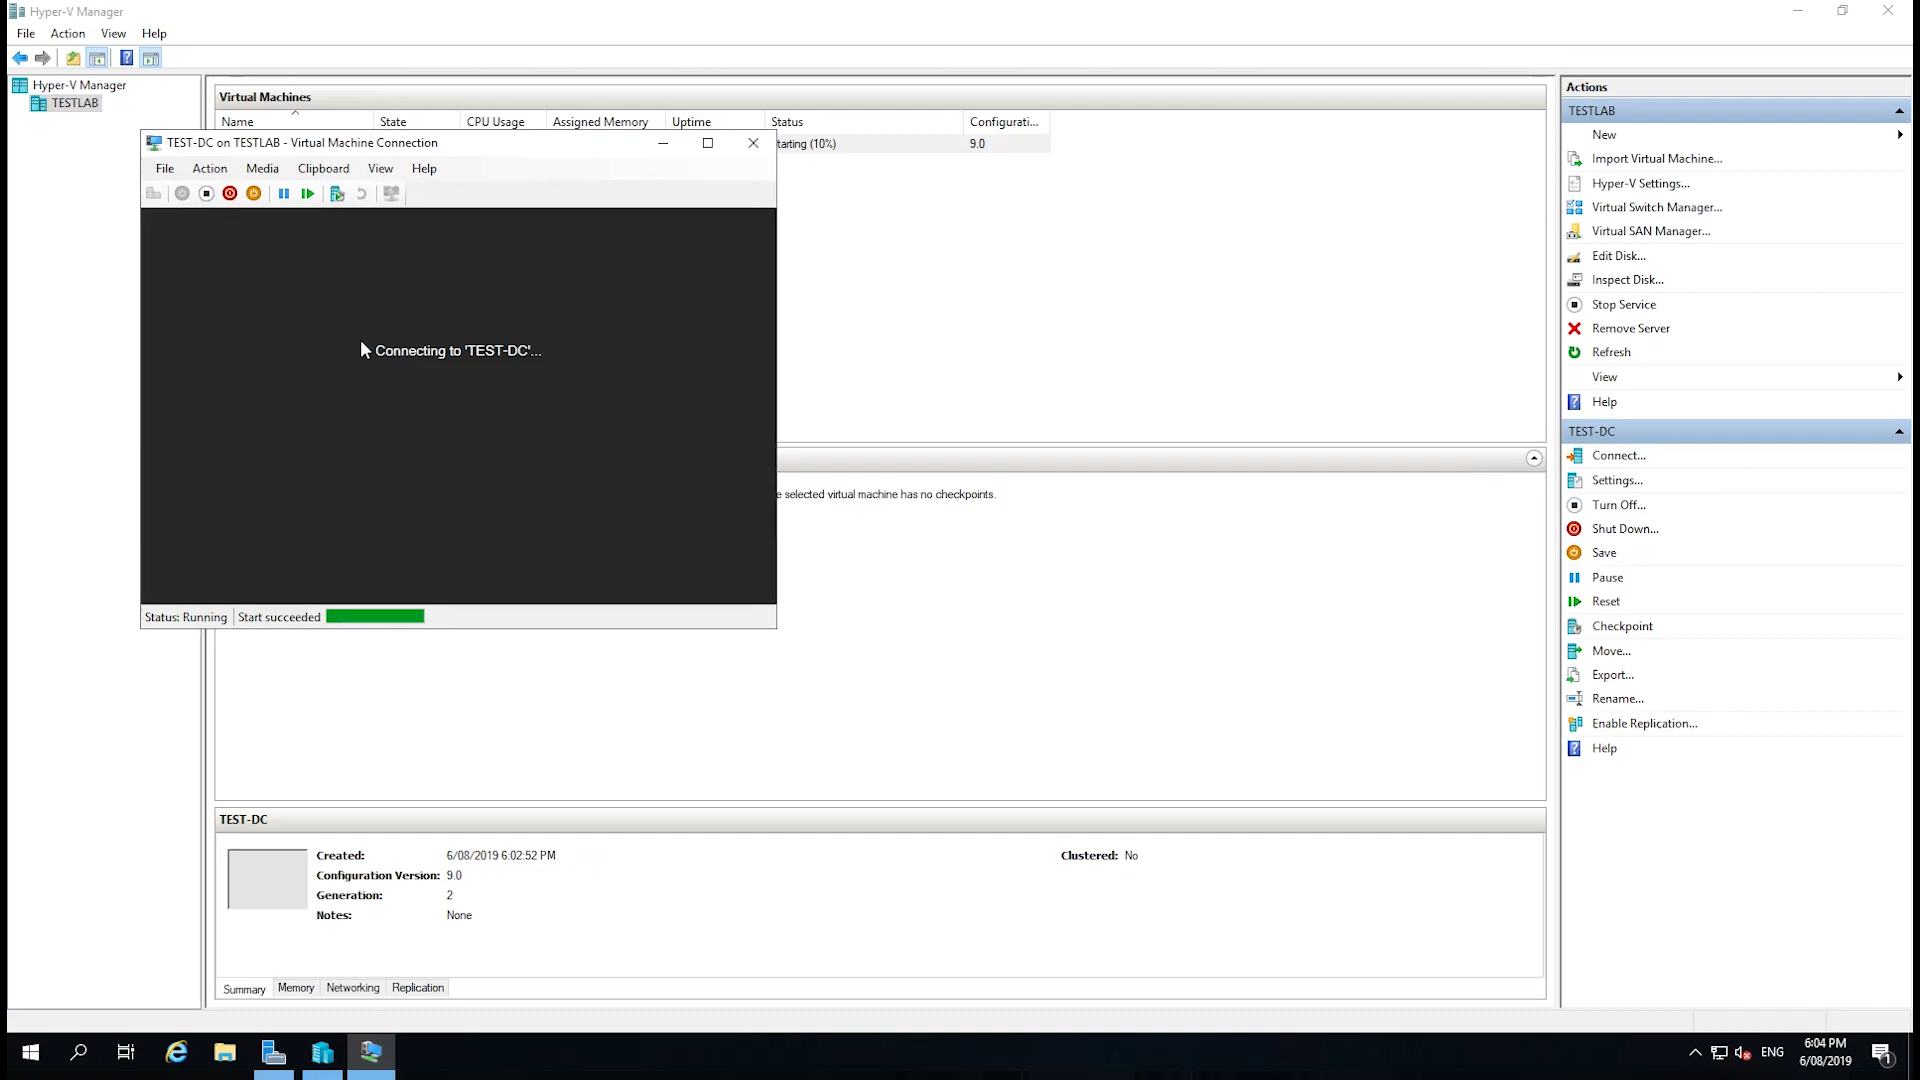 Hyper-V Manager
File Action View Help
Hyper-V Manager
TESTLAB
Virtual Machines
Name State CPU Usage Assigned Memory Uptime Status Configurati...
tarting (10%) 9.0
TEST-DC on TESTLAB - Virtual Machine Connection
File Action Media Clipboard View Help
Connecting to 'TEST-DC'...
Status: Running Start succeeded
e selected virtual machine has no checkpoints.
TEST-DC
Created: 6/08/2019 6:02:52 PM Clustered: No
Configuration Version: 9.0
Generation: 2
Notes: None
Summary Memory Networking Replication
Actions
TESTLAB
New
Import Virtual Machine...
Hyper-V Settings...
Virtual Switch Manager...
Virtual SAN Manager...
Edit Disk...
Inspect Disk...
Stop Service
Remove Server
Refresh
View
Help
TEST-DC
Connect...
Settings...
Turn Off...
Shut Down...
Save
Pause
Reset
Checkpoint
Move...
Export...
Rename...
Enable Replication...
Help
ENG
6:04 PM
6/08/2019
1